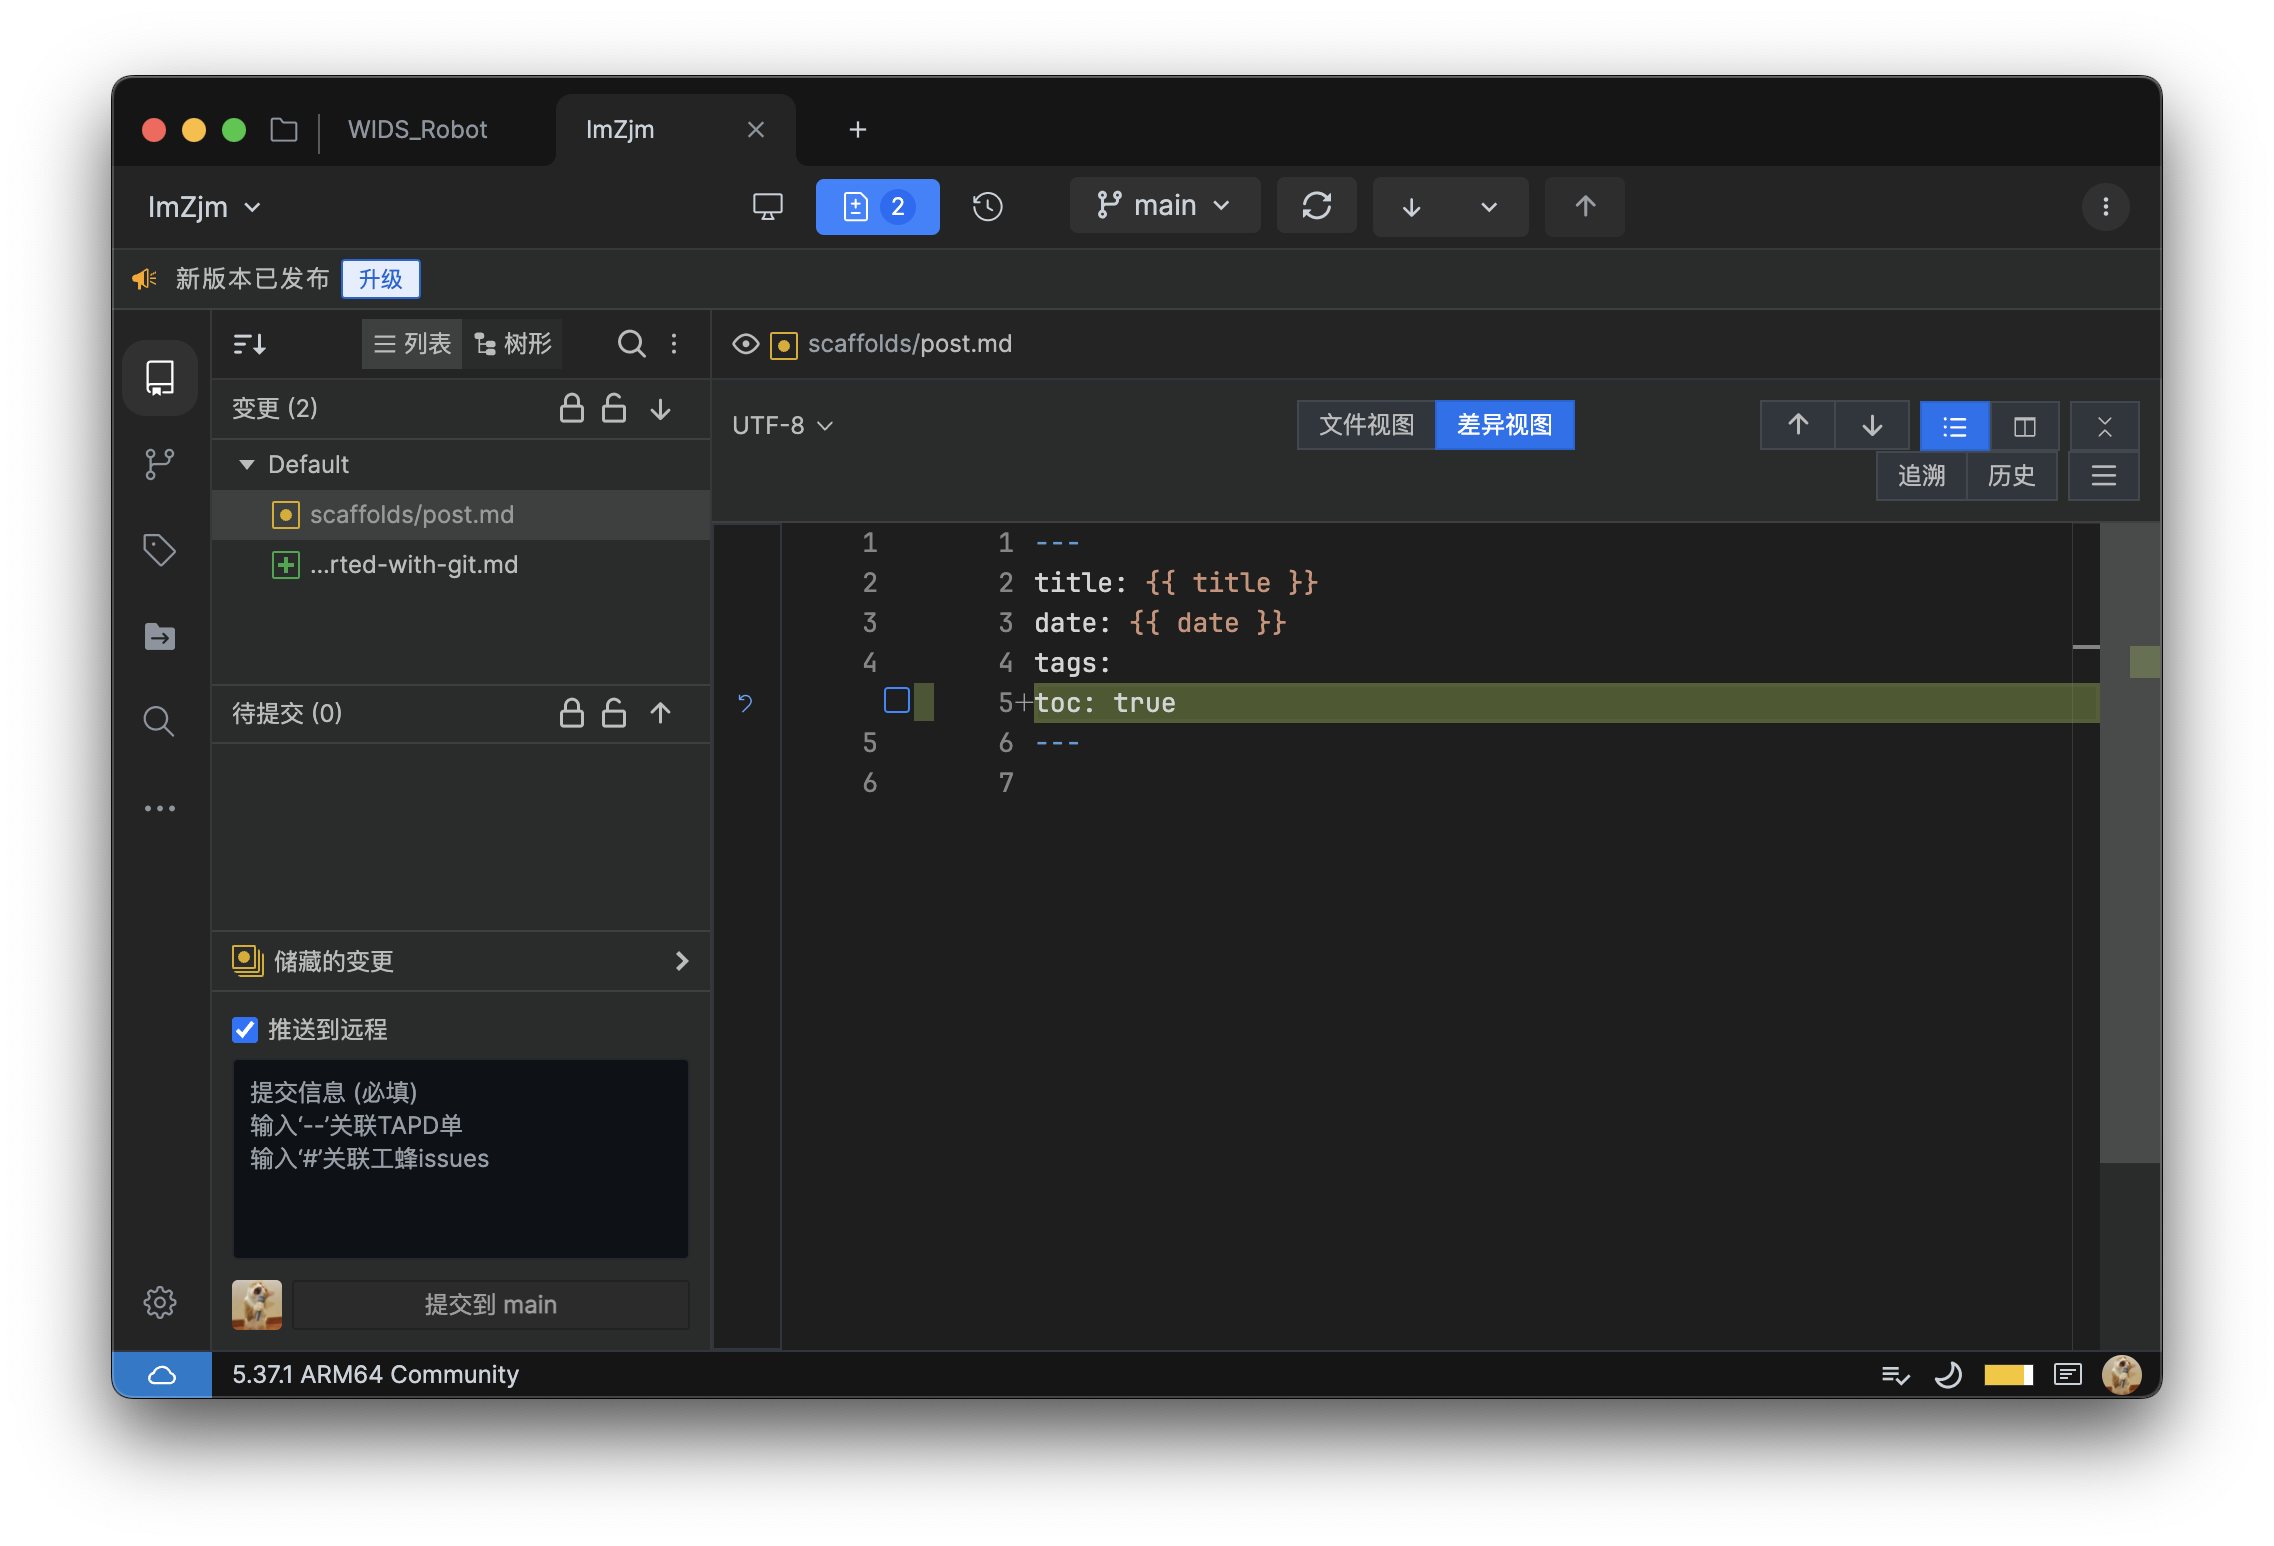 WIDS_Robot
ImZjm
ImZjm
2
main
新版本已发布 升级
列表 树形
scaffolds/post.md
变更 (2)
UTF-8
文件视图 差异视图
追溯 历史
Default
scaffolds/post.md
...rted-with-git.md
待提交 (0)
1 1 ---
2 2 title: {{ title }}
3 3 date: {{ date }}
4 4 tags:
5+toc: true
5 6 ---
6 7
储藏的变更
推送到远程
提交信息 (必填)
输入‘--’关联TAPD单
输入‘#’关联工蜂issues
提交到 main
5.37.1 ARM64 Community